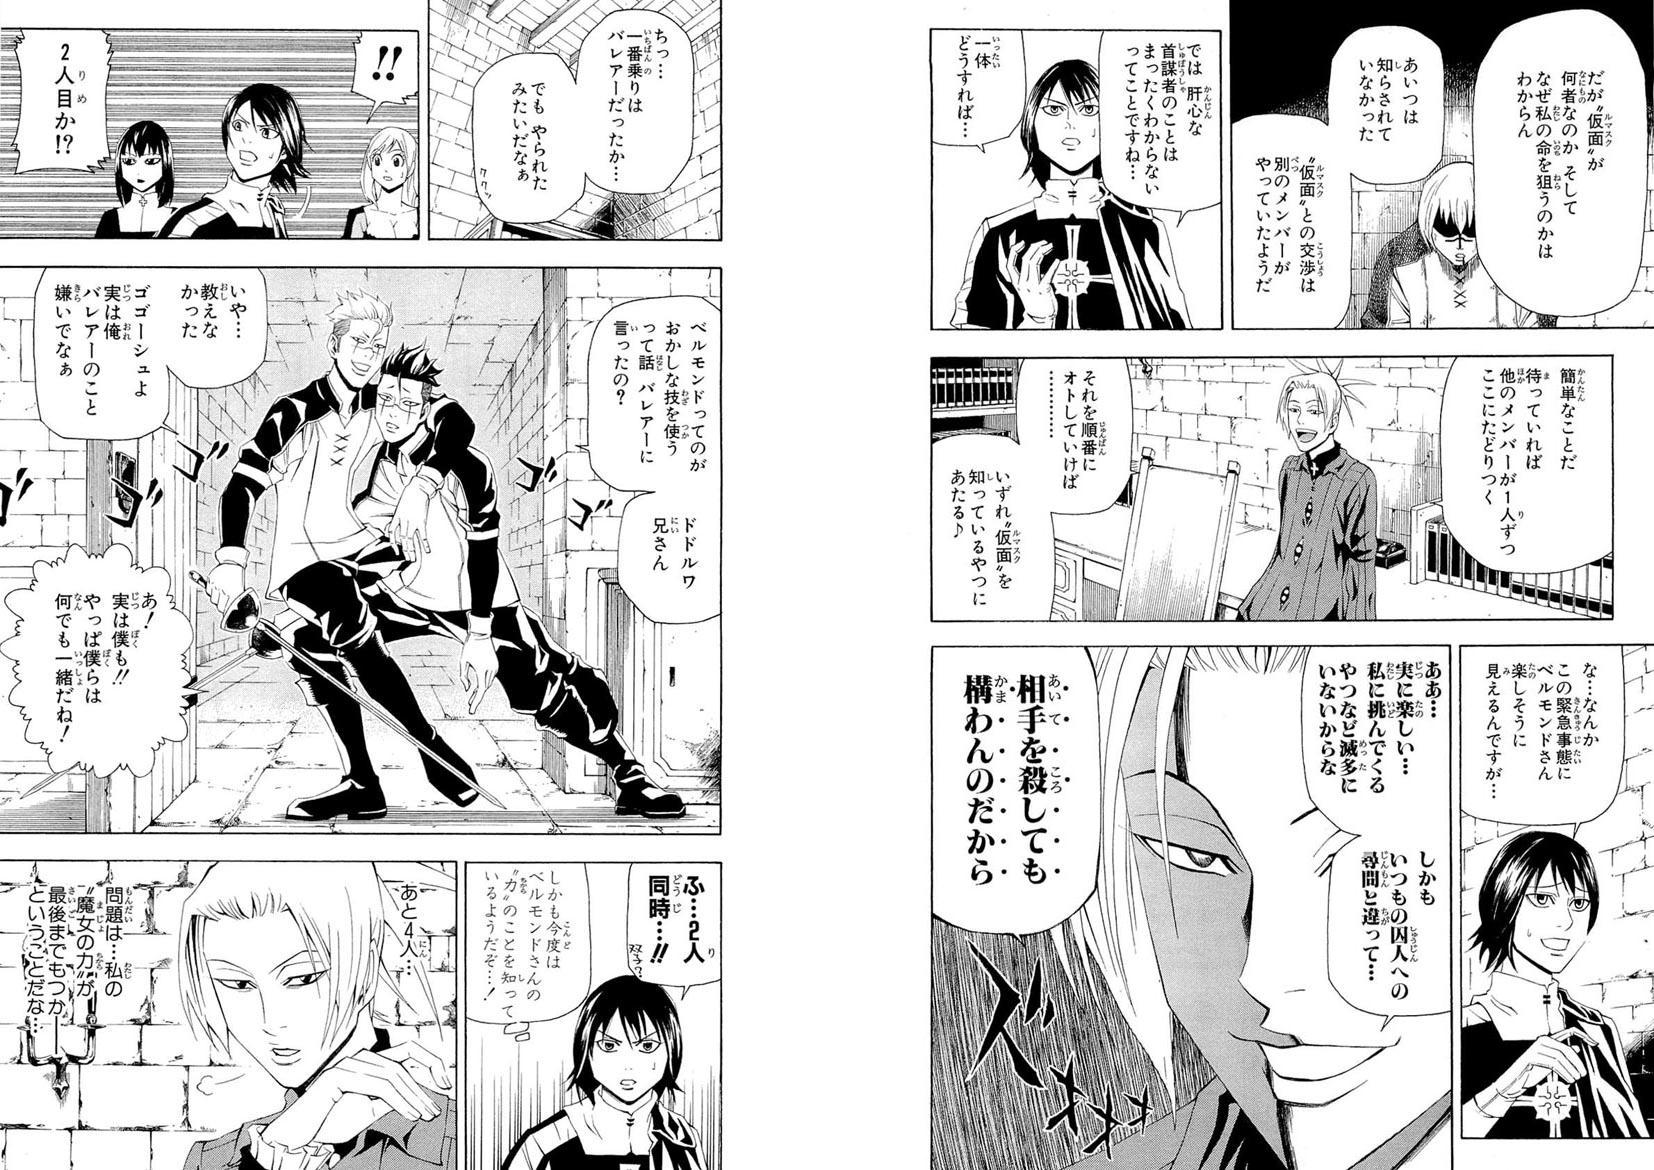 だが〝仮面〟が
何者なのか そして
なぜ私の命を狙うのかは
わからん
あいつは
知らされて
いなかった
〝仮面〟との交渉は
別のメンバーが
やっていたようだ
では 肝心な
首謀者のことは
まったくわからない
ってことですね…
一体
どうすれば…
簡単なことだ
待っていれば
他のメンバーが1人ずつ
ここにたどりつく
それを順番に
オトしていけば
…………
いずれ〝仮面〟を
知っているやつに
あたる♪
な…なんか
この緊急事態に
ベルモンドさん
楽しそうに
見えるんですが…
ああ…
実に楽しい…
私に挑んでくる
やつなど滅多に
いないからな
しかも
いつもの囚人への
尋問と違って…
相手を殺しても
構わんのだから
ズ
ズズ
ちっ…
一番乗りは
バレアーだったか…
でも やられた
みたいだなぁ
クククッ
!!
2人目か!?
ベルモンドってのが
おかしな技を使う
って話 バレアーに
言ったの?
ドドルワ
兄さん
いや…
教えな
かった
ゴゴーシュよ
実は俺
バレアーのこと
嫌いでなぁ
ゴゴゴゴ
あ!
実は僕も!!
やっぱ僕らは
何でも一緒だね!
ふ…2人
同時…!!
双子?
しかも今度は
ベルモンドさんの
〝力〟のことを知って
いるようだぞ…!
あと4人…
問題は…私の
〝魔女の力〟が
最後までもつか
ということだな…